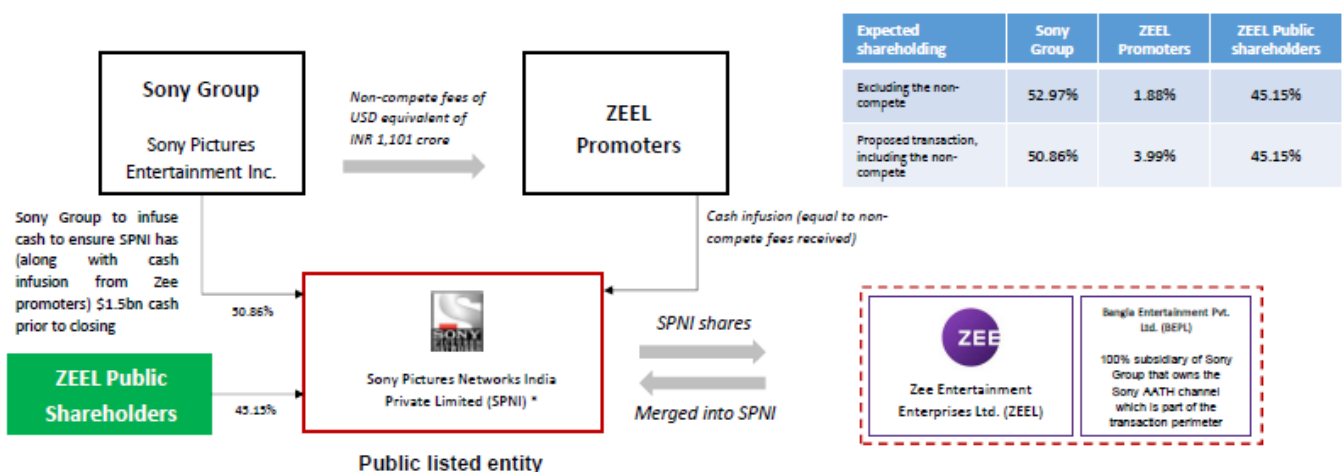 Sony Group
Sony Pictures
Entertainment Inc.
Non-compete fees of
USD equivalent of
INR 1,101 crore
ZEEL
Promoters
Expected
shareholding
Sony
Group
ZEEL
Promoters
ZEEL Public
shareholders
Excluding the non-
compete
52.97%
1.88%
45.15%
Proposed transaction,
including the non-
compete
50.86%
3.99%
45.15%
Sony Group to infuse
cash to ensure SPNI has
(along with cash
infusion from Zee
promoters) $1.5bn cash
prior to closing
50.86%
Cash infusion (equal to non-
compete fees received)
ZEEL Public
Shareholders
45.15%
SONY
Sony Pictures Networks India
Private Limited (SPNI) *
Public listed entity
SPNI shares
Merged into SPNI
ZEE
Zee Entertainment
Enterprises Ltd. (ZEEL)
Bangla Entertainment Pvt.
Ltd. (BEPL)
100% subsidiary of Sony
Group that owns the
Sony AATH channel
which is part of the
transaction perimeter